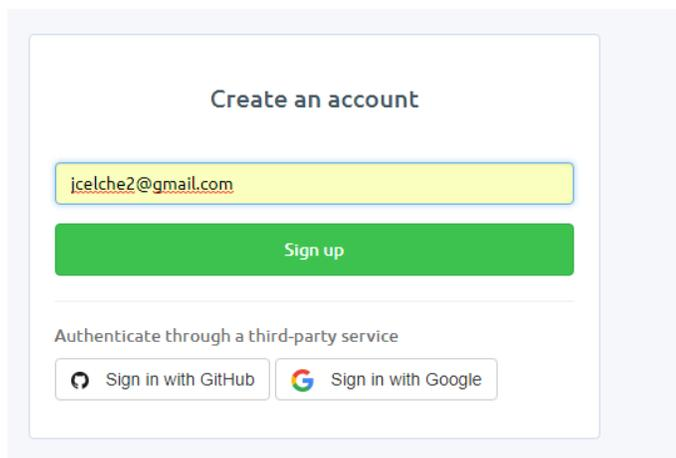 Create an account
jcelche2@gmail.com
Sign up
Authenticate through a third-party service
Sign in with GitHub
Sign in with Google